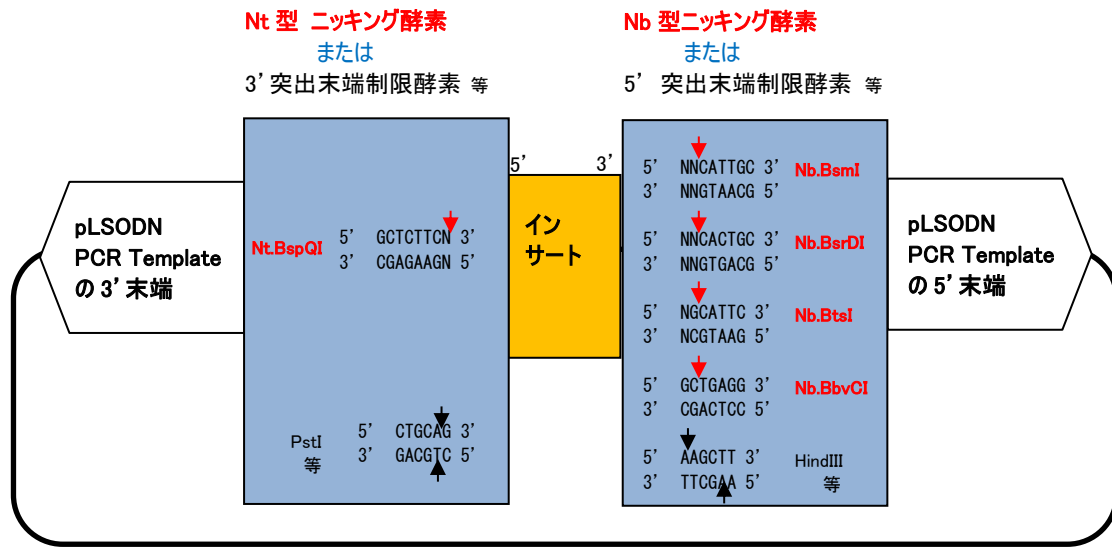 Nt 型 ニッキング酵素
または
3’突出末端制限酵素 等
Nb 型ニッキング酵素
または
5’ 突出末端制限酵素 等
pLSODN
PCR Template
の 3’末端
Nt.BspQI
5’ GCTCTTCN 3’
3’ CGAGAAGN 5’
PstI
等
5’ CTGCAG 3’
3’ GACGTC 5’
5’ 3’
イン
サート
5’ NNCATTGC 3’ Nb.BsmI
3’ NNGTAACG 5’
5’ NNCACTGC 3’ Nb.BsrDI
3’ NNGTGACG 5’
5’ NGCATTC 3’ Nb.BtsI
3’ NCGTAAG 5’
5’ GCTGAGG 3’ Nb.BbvCI
3’ CGACTCC 5’
5’ AAGCTT 3’ HindIII
3’ TTCGAA 5’ 等
pLSODN
PCR Template
の 5’末端